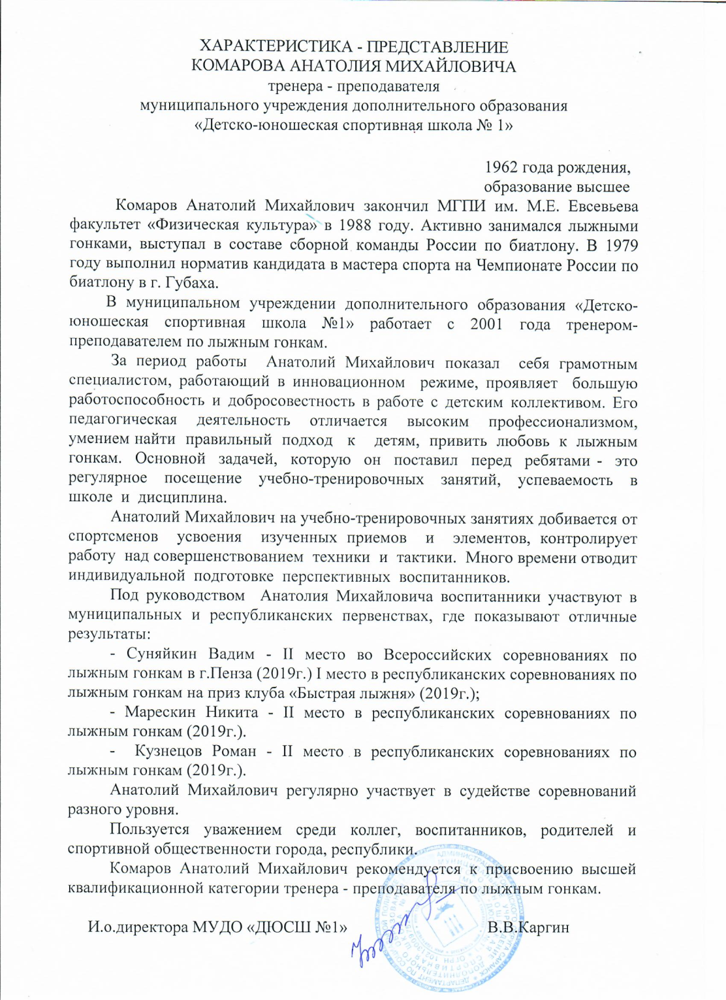 ХАРАКТЕРИСТИКА - ПРЕДСТАВЛЕНИЕ
КОМАРОВА АНАТОЛИЯ МИХАЙЛОВИЧА
тренера - преподавателя
муниципального учреждения дополнительного образования
«Детско-юношеская спортивная школа № 1»
1962 года рождения,
образование высшее
Комаров Анатолий Михайлович закончил МГПИ им. М.Е. Евсевьева
факультет «Физическая культура» в 1988 году. Активно занимался лыжными
гонками, выступал в составе сборной команды России по биатлону. В 1979
году выполнил норматив кандидата в мастера спорта на Чемпионате России по
биатлону в г. Губаха.
В муниципальном учреждении дополнительного образования «Детско-
юношеская спортивная школа №1» работает с 2001 года тренером-
преподавателем по лыжным гонкам.
За период работы Анатолий Михайлович показал себя грамотным
специалистом, работающий в инновационном режиме, проявляет большую
работоспособность и добросовестность в работе с детским коллективом. Его
педагогическая деятельность отличается высоким профессионализмом,
умением найти правильный подход к детям, привить любовь к лыжным
гонкам. Основной задачей, которую он поставил перед ребятами - это
регулярное посещение учебно-тренировочных занятий, успеваемость в
школе и дисциплина.
Анатолий Михайлович на учебно-тренировочных занятиях добивается от
спортсменов усвоения изученных приемов и элементов, контролирует
работу над совершенствованием техники и тактики. Много времени отводит
индивидуальной подготовке перспективных воспитанников.
Под руководством Анатолия Михайловича воспитанники участвуют в
муниципальных и республиканских первенствах, где показывают отличные
результаты:
- Суняйкин Вадим - II место во Всероссийских соревнованиях по
лыжным гонкам в г.Пенза (2019г.) I место в республиканских соревнованиях по
лыжным гонкам на приз клуба «Быстрая лыжня» (2019г.);
- Марескин Никита - II место в республиканских соревнованиях по
лыжным гонкам (2019г.).
- Кузнецов Роман - II место в республиканских соревнованиях по
лыжным гонкам (2019г.).
Анатолий Михайлович регулярно участвует в судействе соревнований
разного уровня.
Пользуется уважением среди коллег, воспитанников, родителей и
спортивной общественности города, республики.
Комаров Анатолий Михайлович рекомендуется к присвоению высшей
квалификационной категории тренера - преподавателя по лыжным гонкам.
И.о.директора МУДО «ДЮСШ №1» В.В.Каргин